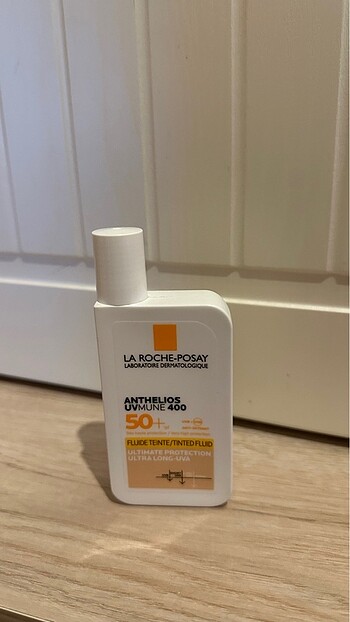 LA ROCHE-POSAY
LABORATOIRE DERMATOLOGIQUE
ANTHELIOS
UVMUNE 400
50+
FLUIDE TEINTE/TINTED FLUID
ULTIMATE PROTECTION
ULTRA LONG-UVA